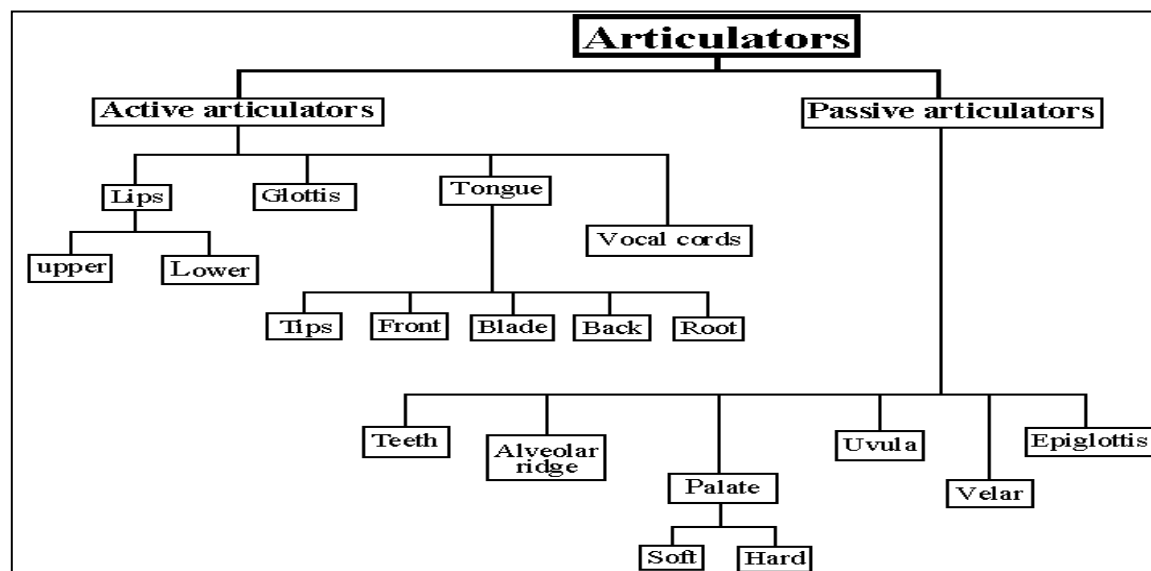 Articulators
Active articulators
Passive articulators
Lips
Glottis
Tongue
Vocal cords
upper
Lower
Tips
Front
Blade
Back
Root
Teeth
Alveolar
ridge
Palate
Uvula
Velar
Epiglottis
Soft
Hard